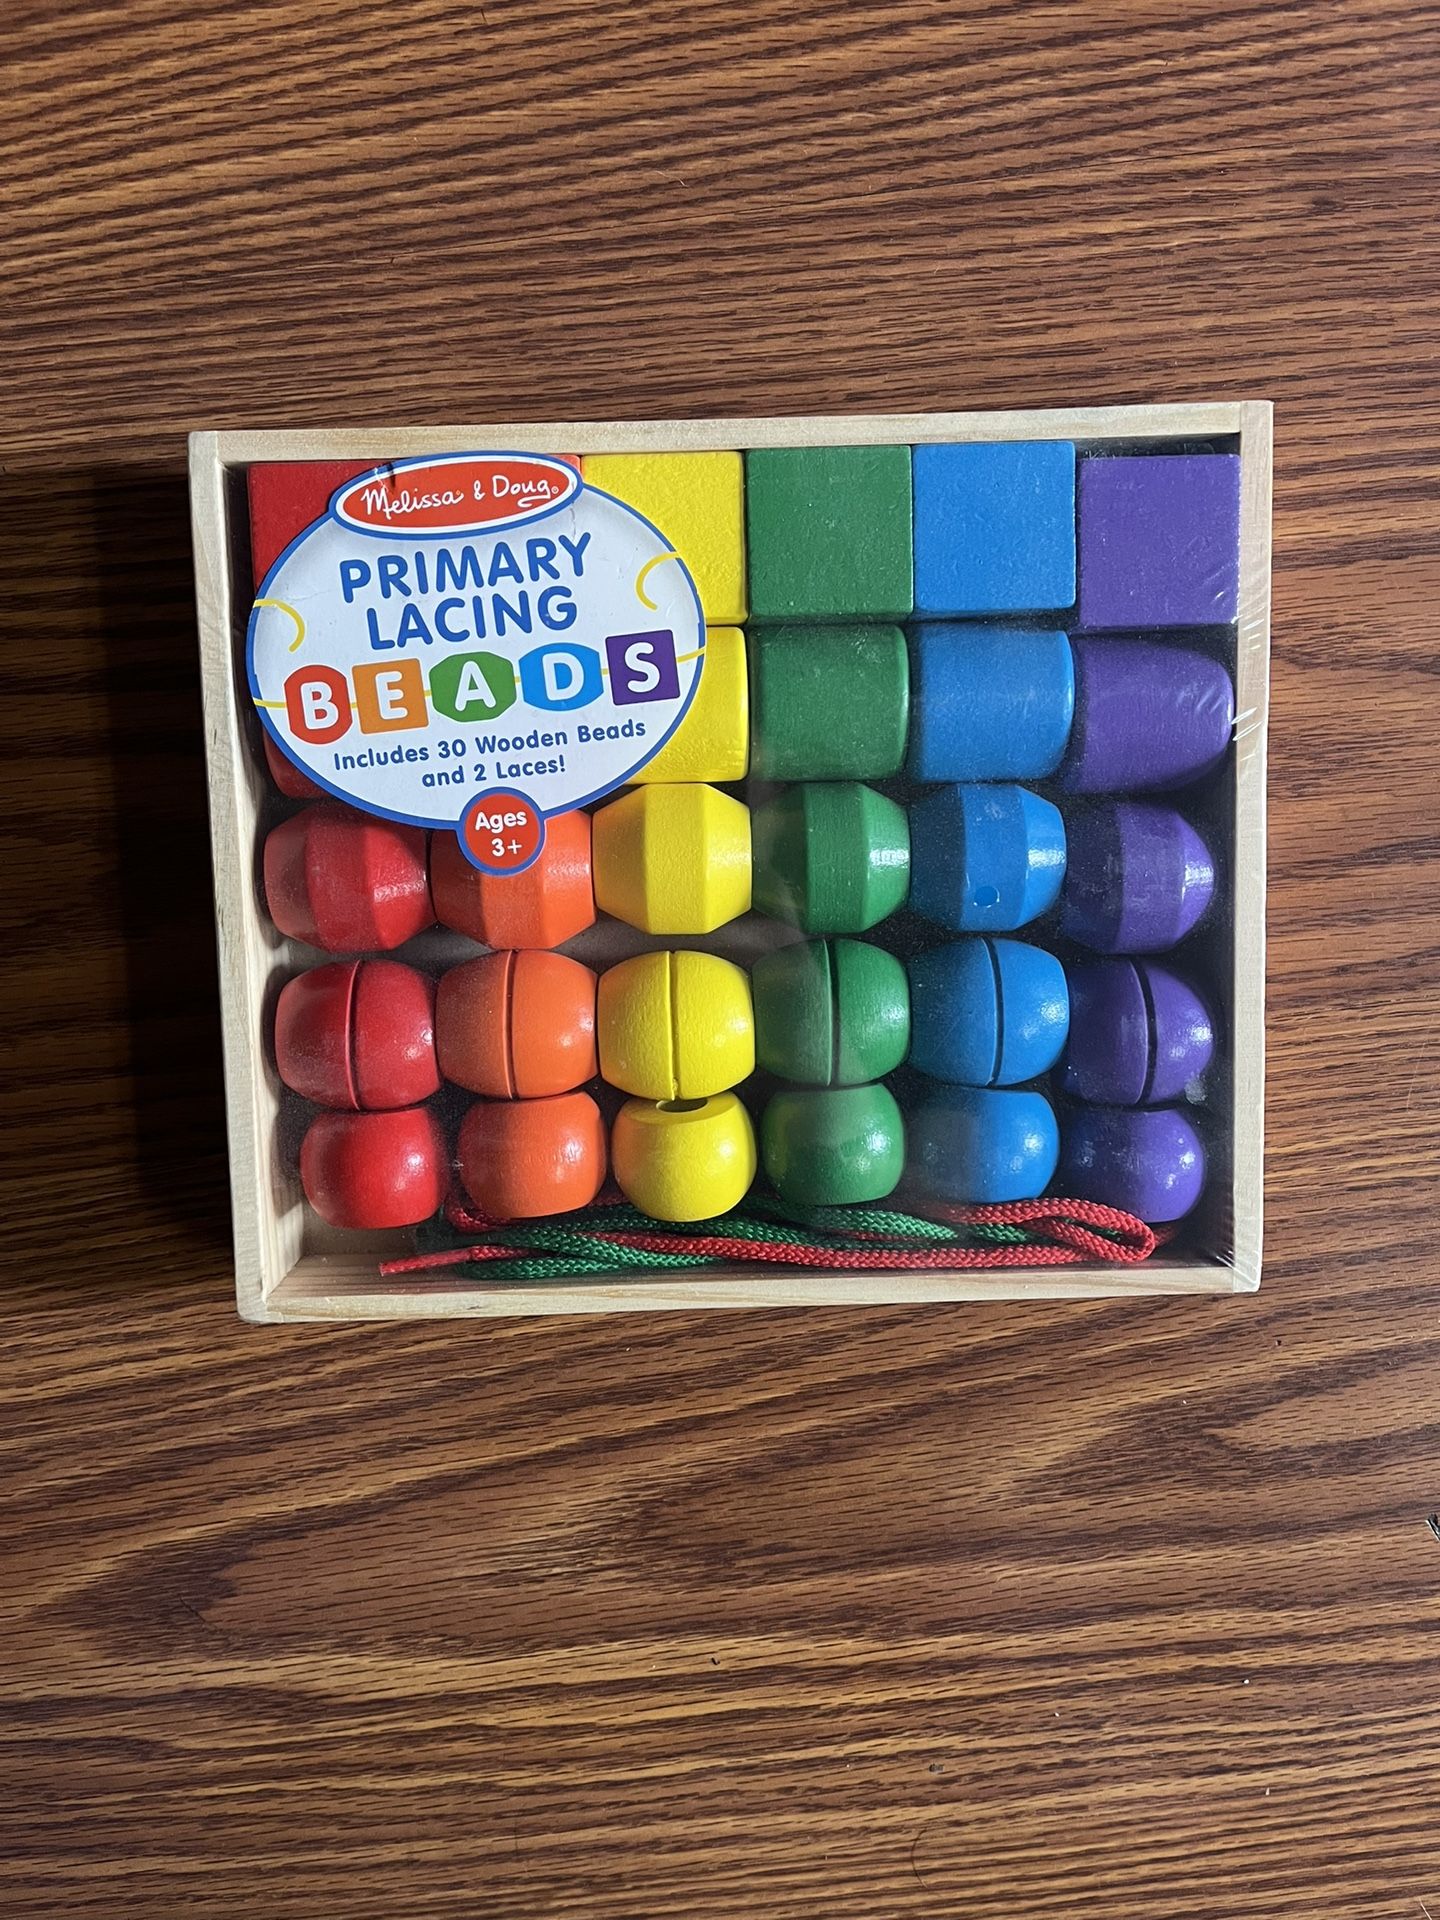 Melissa & Doug®
PRIMARY
LACING
BEADS
Includes 30 Wooden Beads
and 2 Laces!
Ages
3+